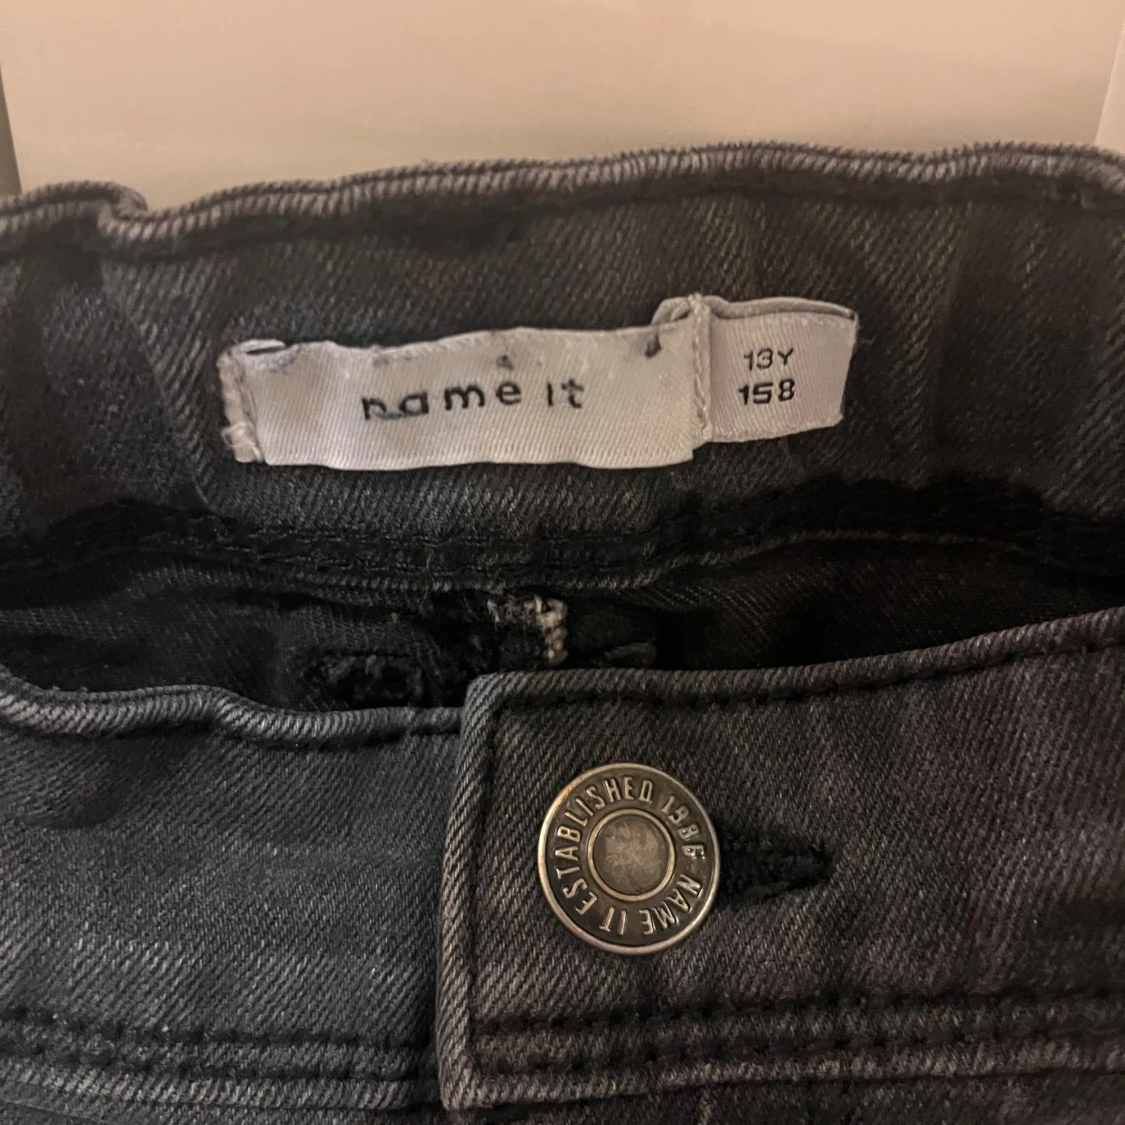 name it
13Y
158
ESTABLISHED 1986 NAME IT